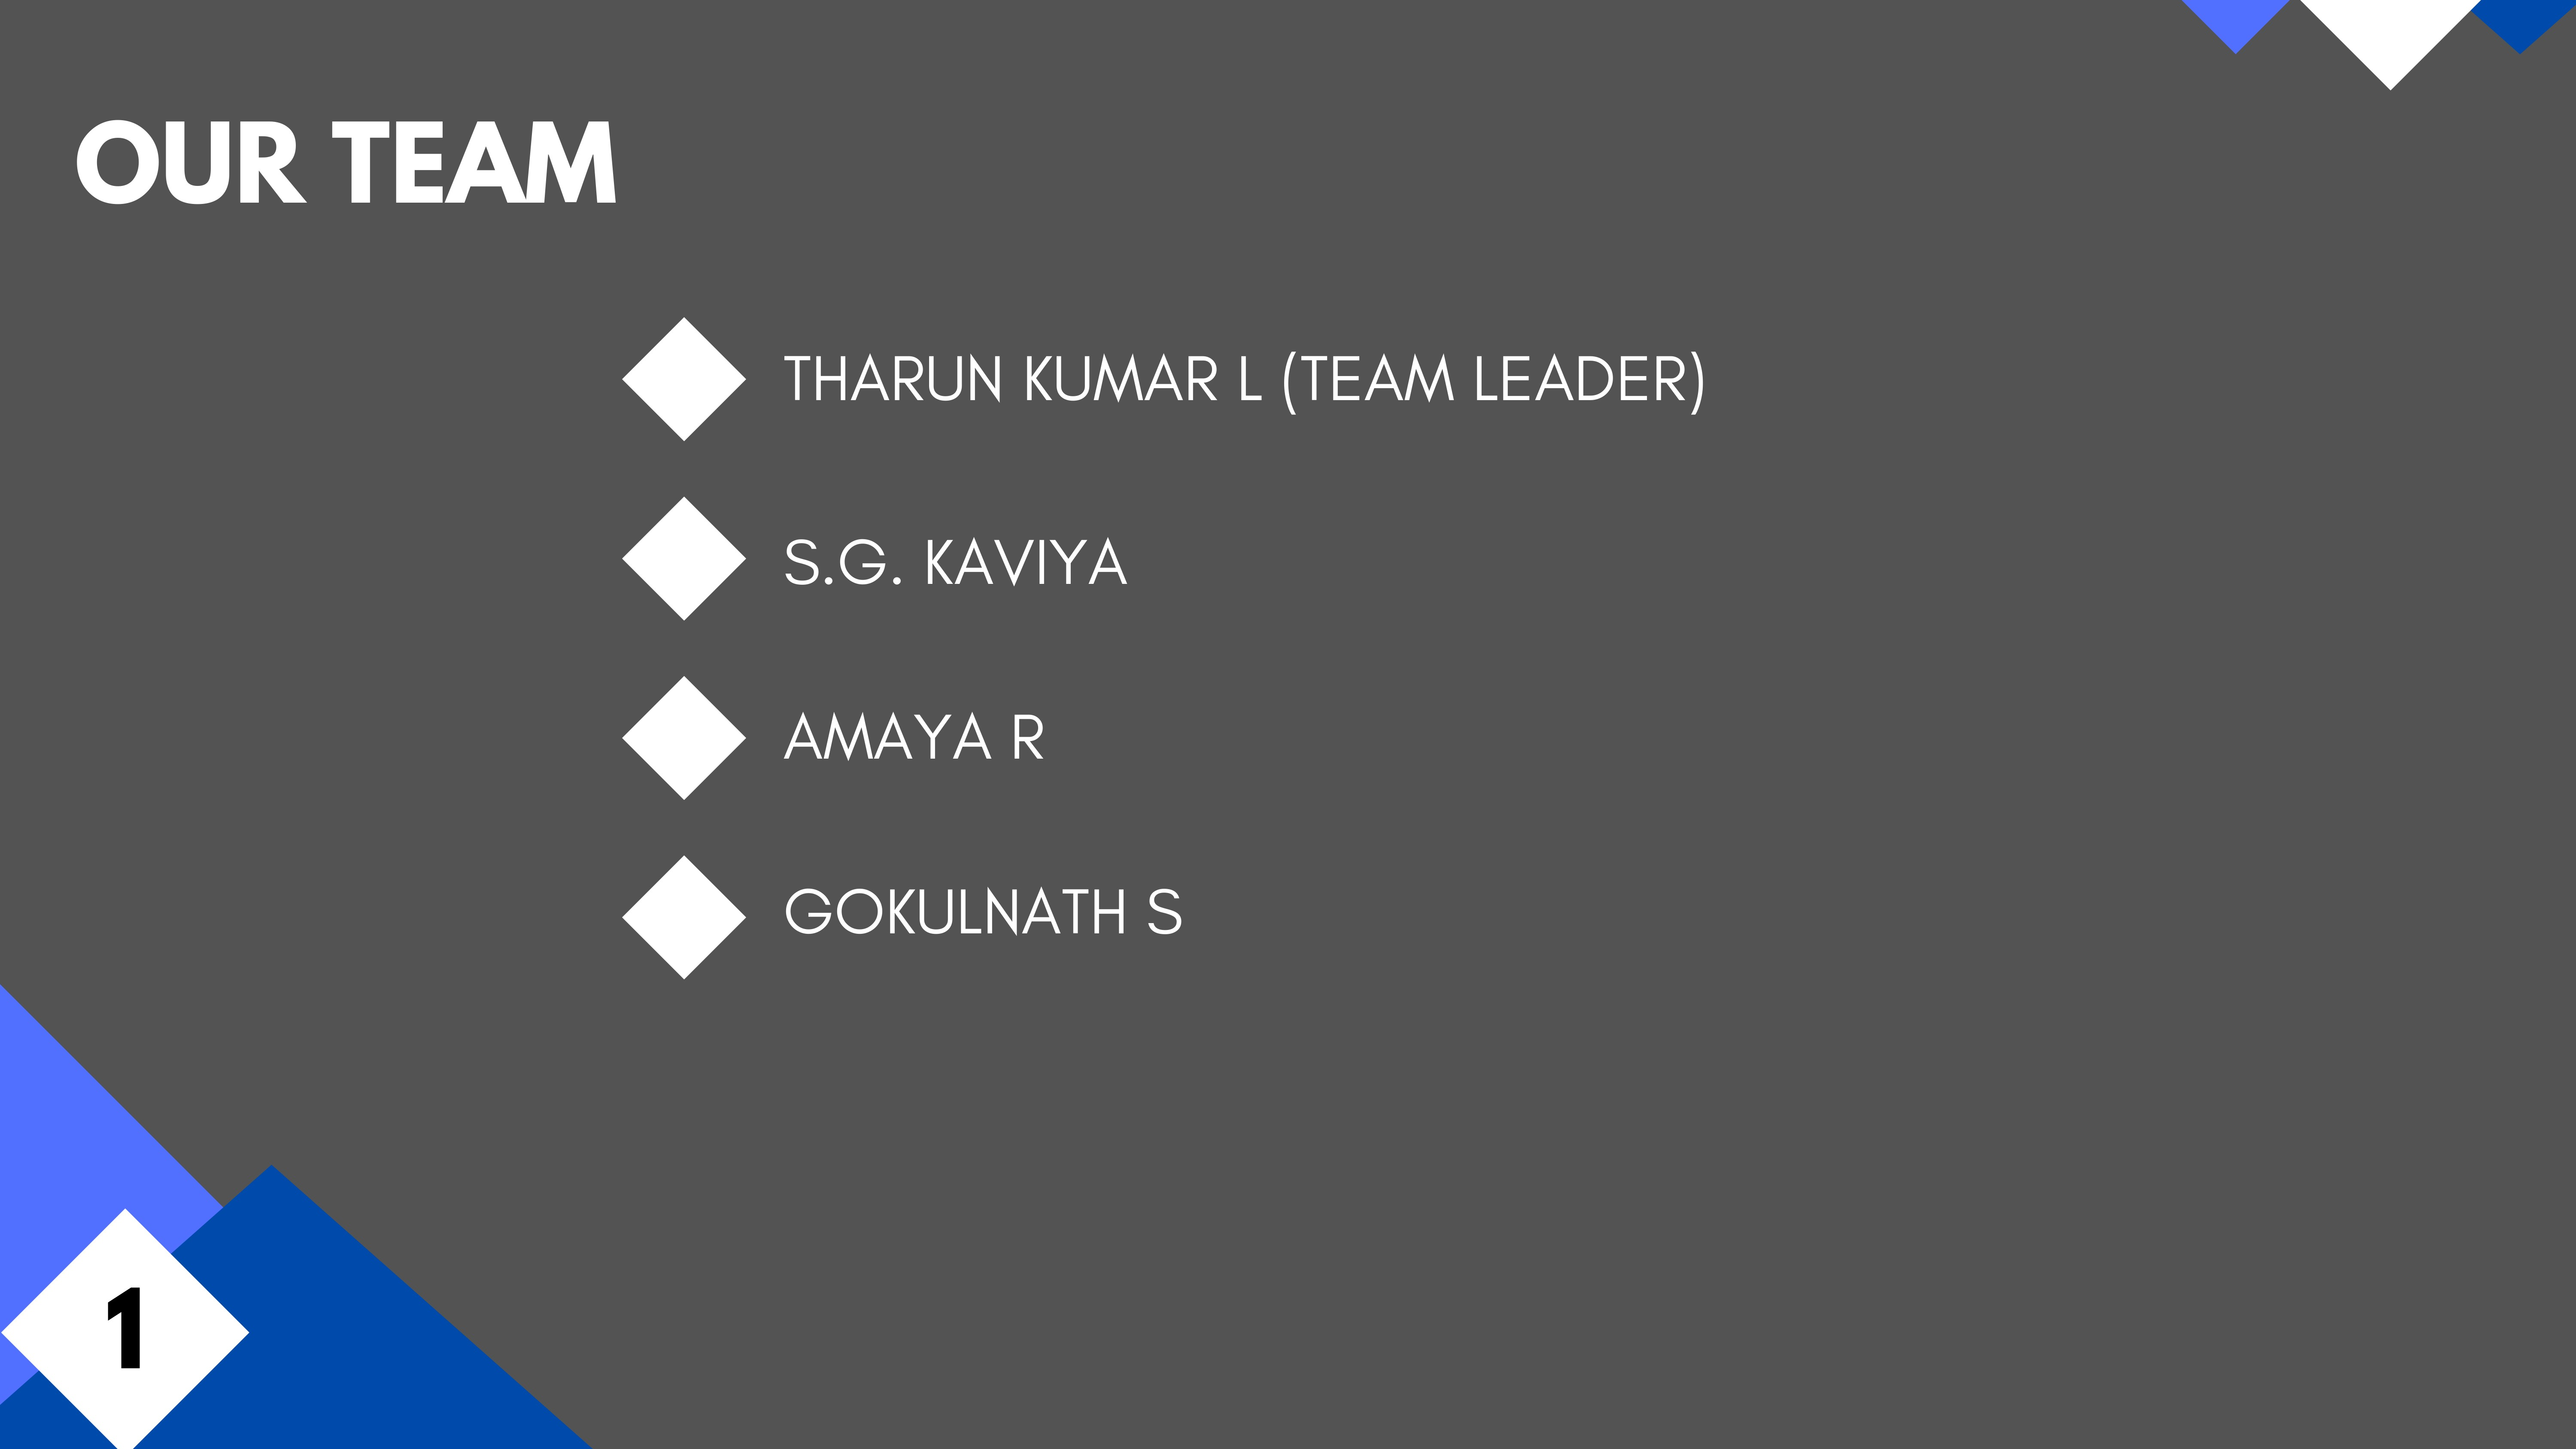 OUR TEAM
THARUN KUMAR L (TEAM LEADER)
S.G. KAVIYA
AMAYA R
GOKULNATH S
1